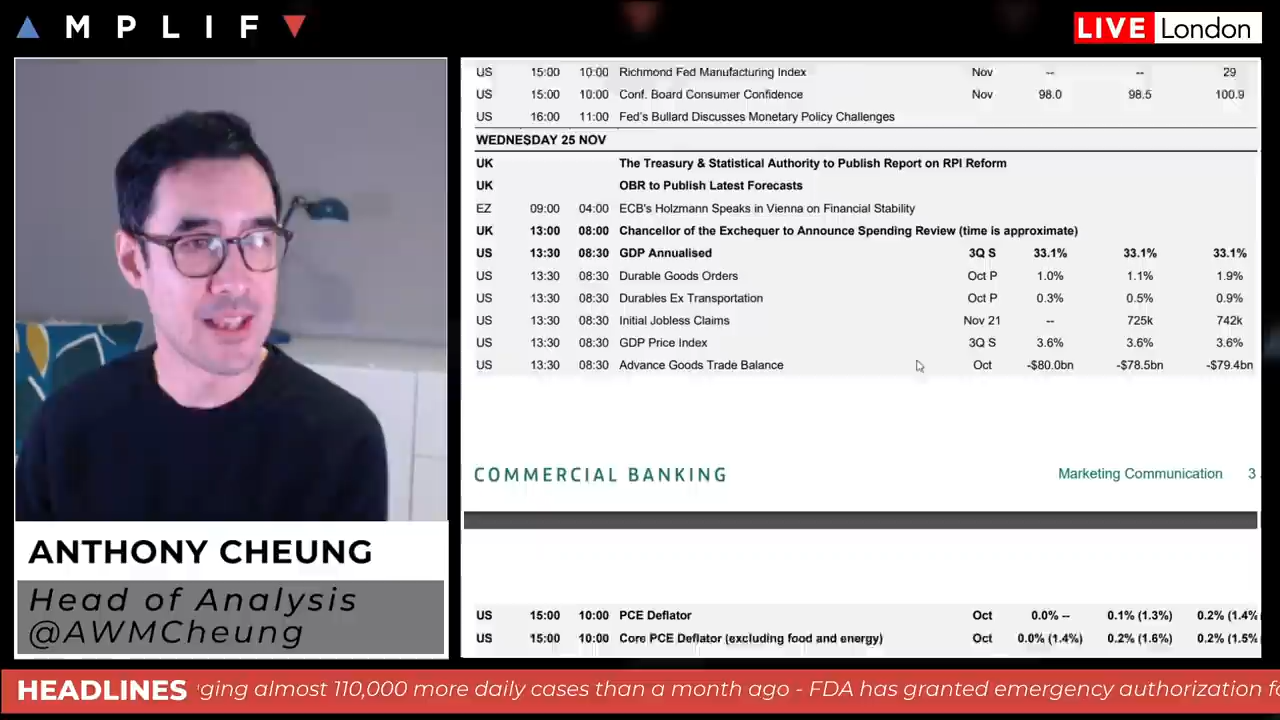 AMPLIFY
LIVE London
US 15:00 10:00 Richmond Fed Manufacturing Index Nov -- -- 29
US 15:00 10:00 Conf. Board Consumer Confidence Nov 98.0 98.5 100.9
US 16:00 11:00 Fed's Bullard Discusses Monetary Policy Challenges
WEDNESDAY 25 NOV
UK The Treasury & Statistical Authority to Publish Report on RPI Reform
UK OBR to Publish Latest Forecasts
EZ 09:00 04:00 ECB's Holzmann Speaks in Vienna on Financial Stability
UK 13:00 08:00 Chancellor of the Exchequer to Announce Spending Review (time is approximate)
US 13:30 08:30 GDP Annualised 3Q S 33.1% 33.1% 33.1%
US 13:30 08:30 Durable Goods Orders Oct P 1.0% 1.1% 1.9%
US 13:30 08:30 Durables Ex Transportation Oct P 0.3% 0.5% 0.9%
US 13:30 08:30 Initial Jobless Claims Nov 21 -- 725k 742k
US 13:30 08:30 GDP Price Index 3Q S 3.6% 3.6% 3.6%
US 13:30 08:30 Advance Goods Trade Balance Oct -$80.0bn -$78.5bn -$79.4bn
COMMERCIAL BANKING Marketing Communication 3
US 15:00 10:00 PCE Deflator Oct 0.0% -- 0.1% (1.3%) 0.2% (1.4%
US 15:00 10:00 Core PCE Deflator (excluding food and energy) Oct 0.0% (1.4%) 0.2% (1.6%) 0.2% (1.5%
ANTHONY CHEUNG
Head of Analysis
@AWMCheung
HEADLINES ging almost 110,000 more daily cases than a month ago - FDA has granted emergency authorization fo